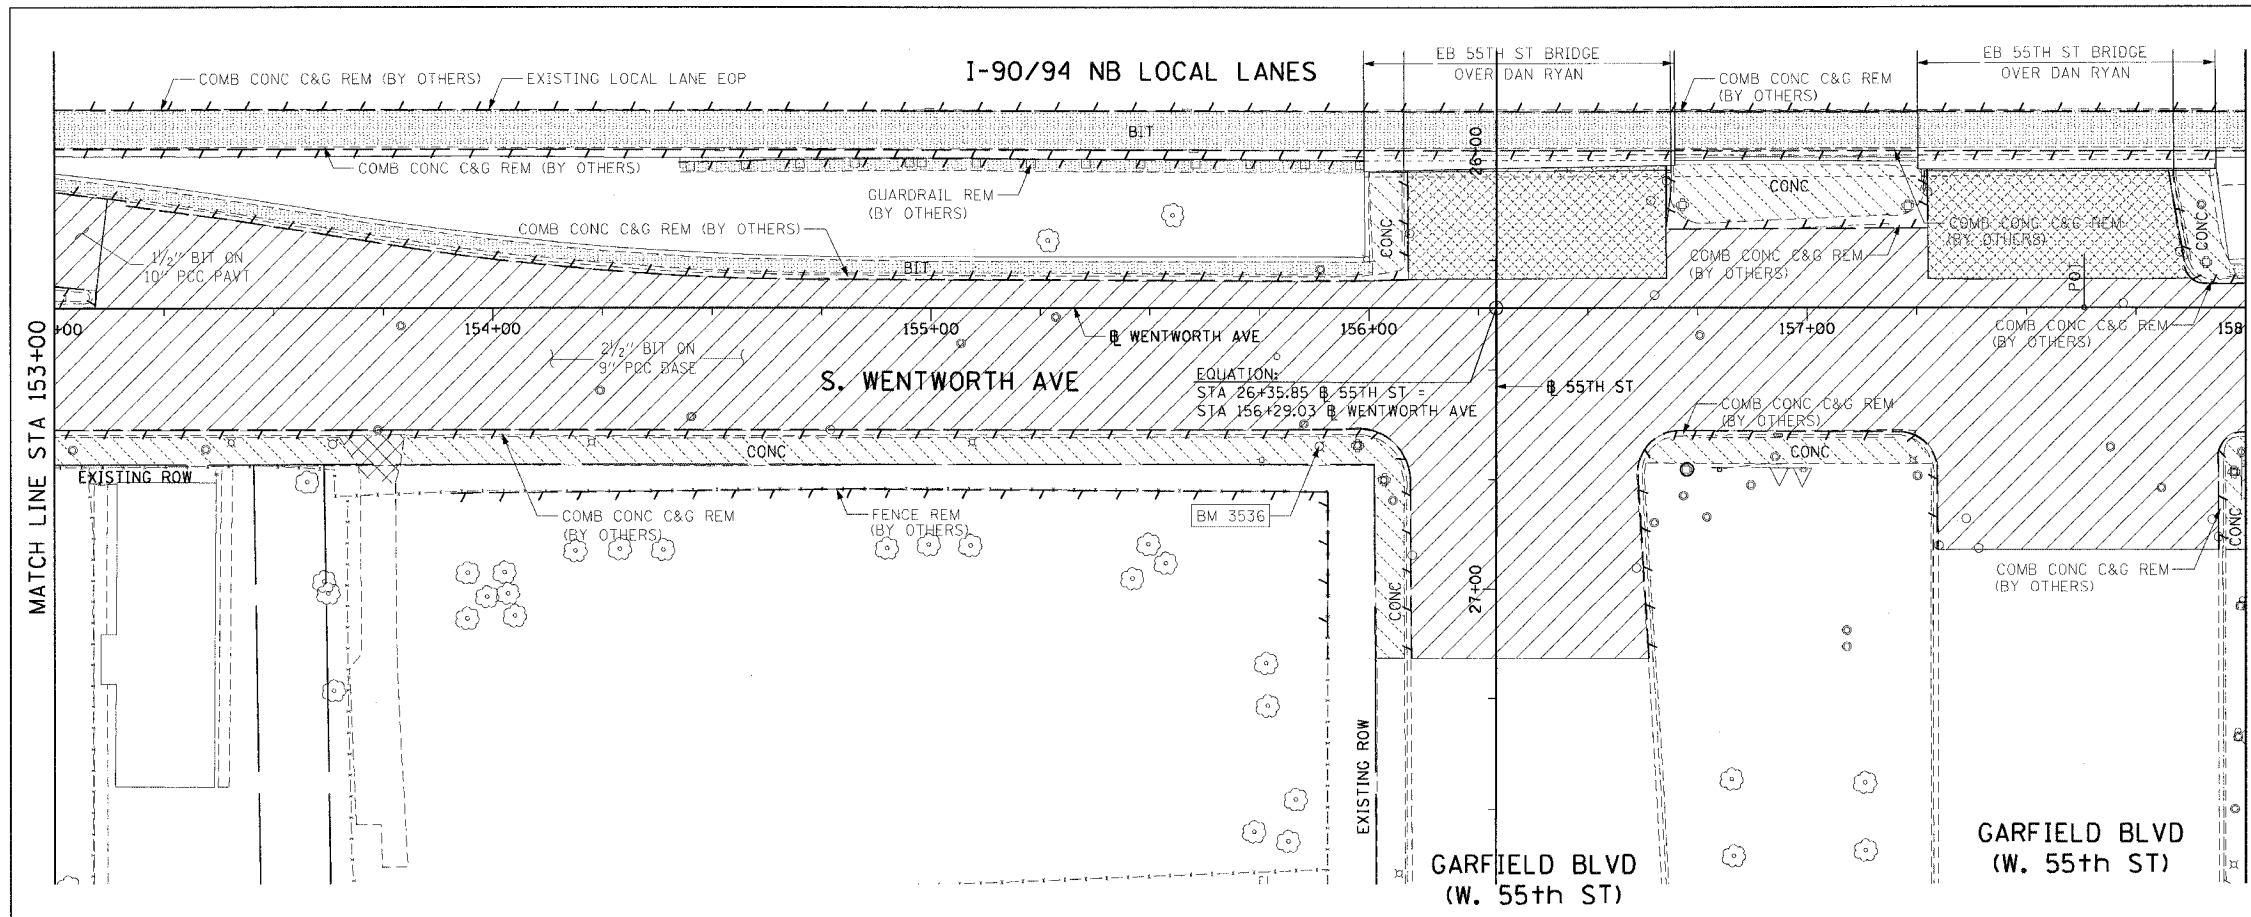 I-90/94 NB LOCAL LANES
EB 55TH ST BRIDGE
OVER DAN RYAN
EB 55TH ST BRIDGE
OVER DAN RYAN
COMB CONC C&G REM (BY OTHERS)
EXISTING LOCAL LANE EOP
COMB CONC C&G REM
(BY OTHERS)
BIT
26+00
COMB CONC C&G REM (BY OTHERS)
GUARDRAIL REM
(BY OTHERS)
CONC
COMB CONC C&G REM (BY OTHERS)
COMB CONC C&G REM
(BY OTHERS)
COMB CONC C&G REM
(BY OTHERS)
CONC
CONC
1½" BIT ON
10" PCC PAVT
BIT
POT
MATCH LINE STA 153+00
+00
154+00
155+00
156+00
157+00
158
℄ WENTWORTH AVE
COMB CONC C&G REM
(BY OTHERS)
2½" BIT ON
9" PCC BASE
S. WENTWORTH AVE
EQUATION:
STA 26+35.85 ℄ 55TH ST =
STA 156+29.03 ℄ WENTWORTH AVE
℄ 55TH ST
COMB CONC C&G REM
(BY OTHERS)
CONC
CONC
EXISTING ROW
COMB CONC C&G REM
(BY OTHERS)
FENCE REM
(BY OTHERS)
BM 3536
CONC
COMB CONC C&G REM
(BY OTHERS)
CONC
27+00
EXISTING ROW
GARFIELD BLVD
(W. 55th ST)
GARFIELD BLVD
(W. 55th ST)